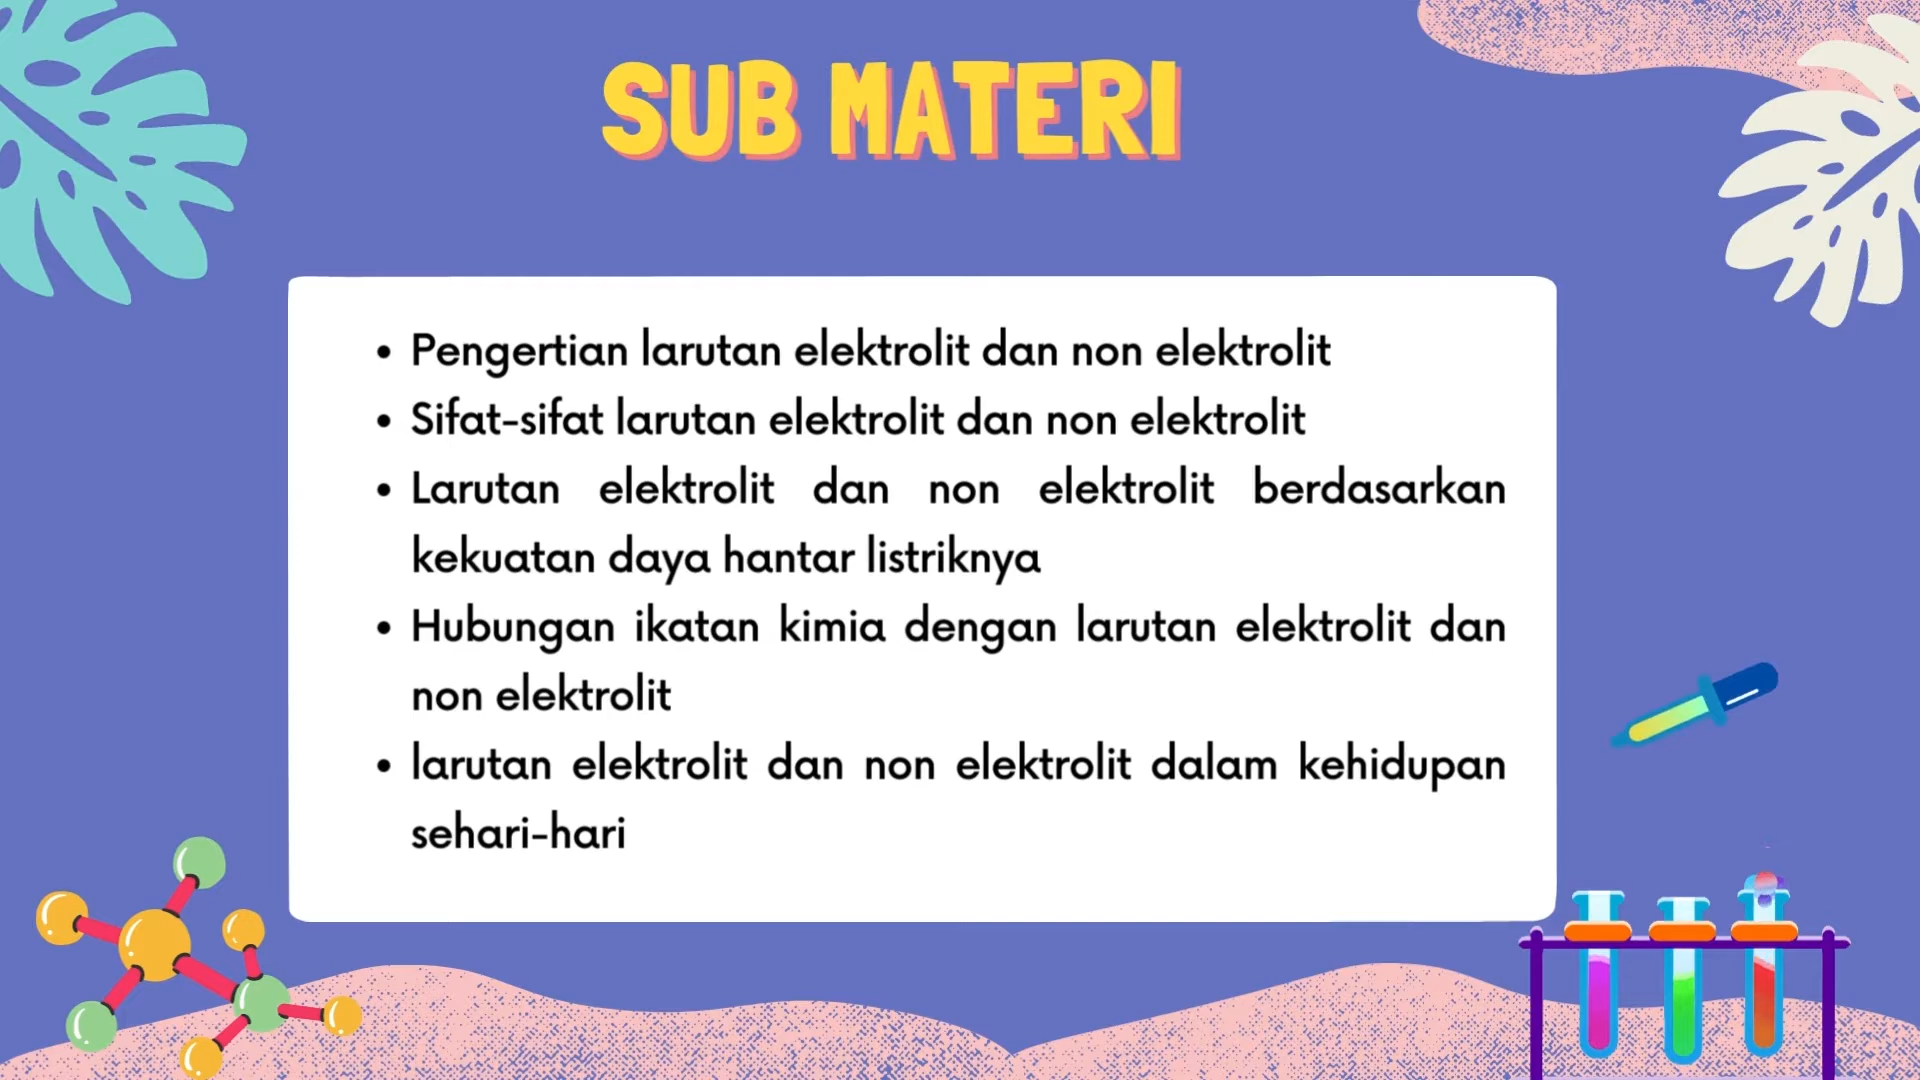 SUB MATERI
• Pengertian larutan elektrolit dan non elektrolit
• Sifat-sifat larutan elektrolit dan non elektrolit
• Larutan elektrolit dan non elektrolit berdasarkan
kekuatan daya hantar listriknya
• Hubungan ikatan kimia dengan larutan elektrolit dan
non elektrolit
• larutan elektrolit dan non elektrolit dalam kehidupan
sehari-hari